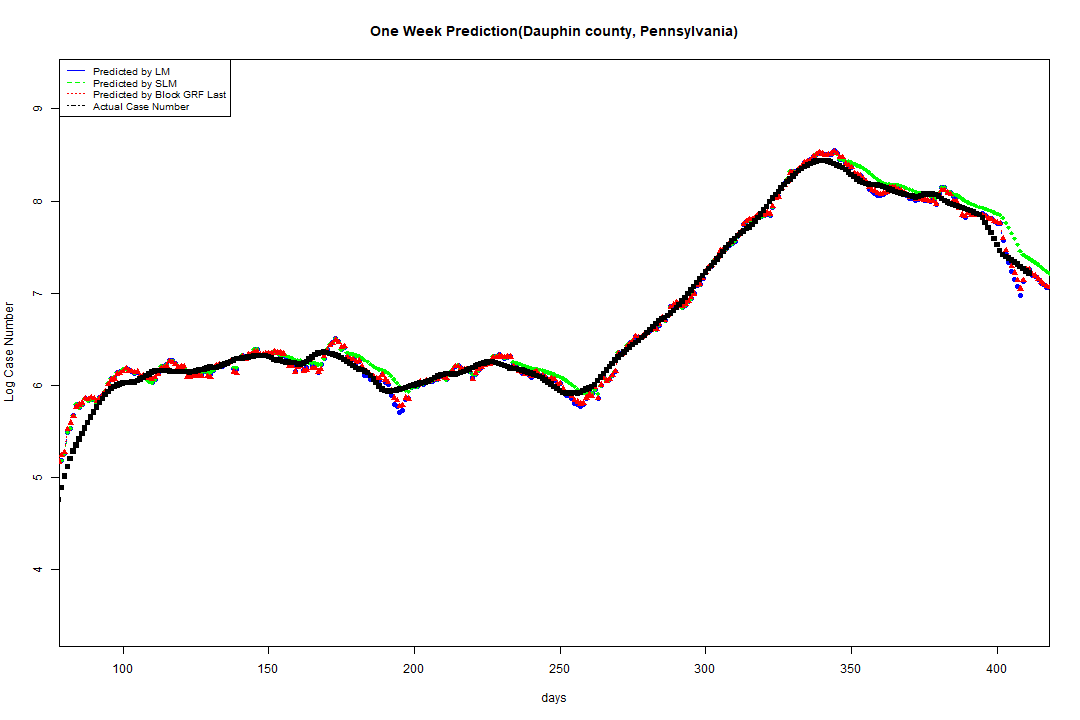 One Week Prediction(Dauphin county, Pennsylvania)
Predicted by LM
Predicted by SLM
Predicted by Block GRF Last
Actual Case Number
9
8
7
6
5
4
Log Case Number
100 150 200 250 300 350 400
days